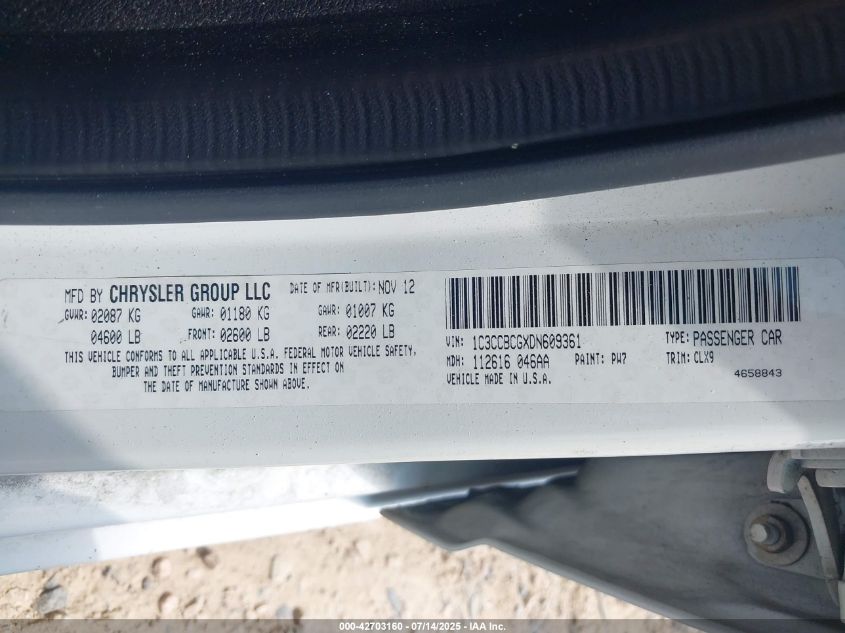 MFD BY CHRYSLER GROUP LLC DATE OF MFR(BUILT): NOV 12
GVWR: 02087 KG GAWR: 01180 KG GAWR: 01007 KG
04600 LB FRONT: 02600 LB REAR: 02220 LB
THIS VEHICLE CONFORMS TO ALL APPLICABLE U.S.A. FEDERAL MOTOR VEHICLE SAFETY,
BUMPER AND THEFT PREVENTION STANDARDS IN EFFECT ON
THE DATE OF MANUFACTURE SHOWN ABOVE.
VIN: 1C3CCBCGXDN609361 TYPE: PASSENGER CAR
MDH: 112616 046AA PAINT: PW7 TRIM: CLX9
VEHICLE MADE IN U.S.A. 4658843
000-42703160 - 07/14/2025 - IAA Inc.